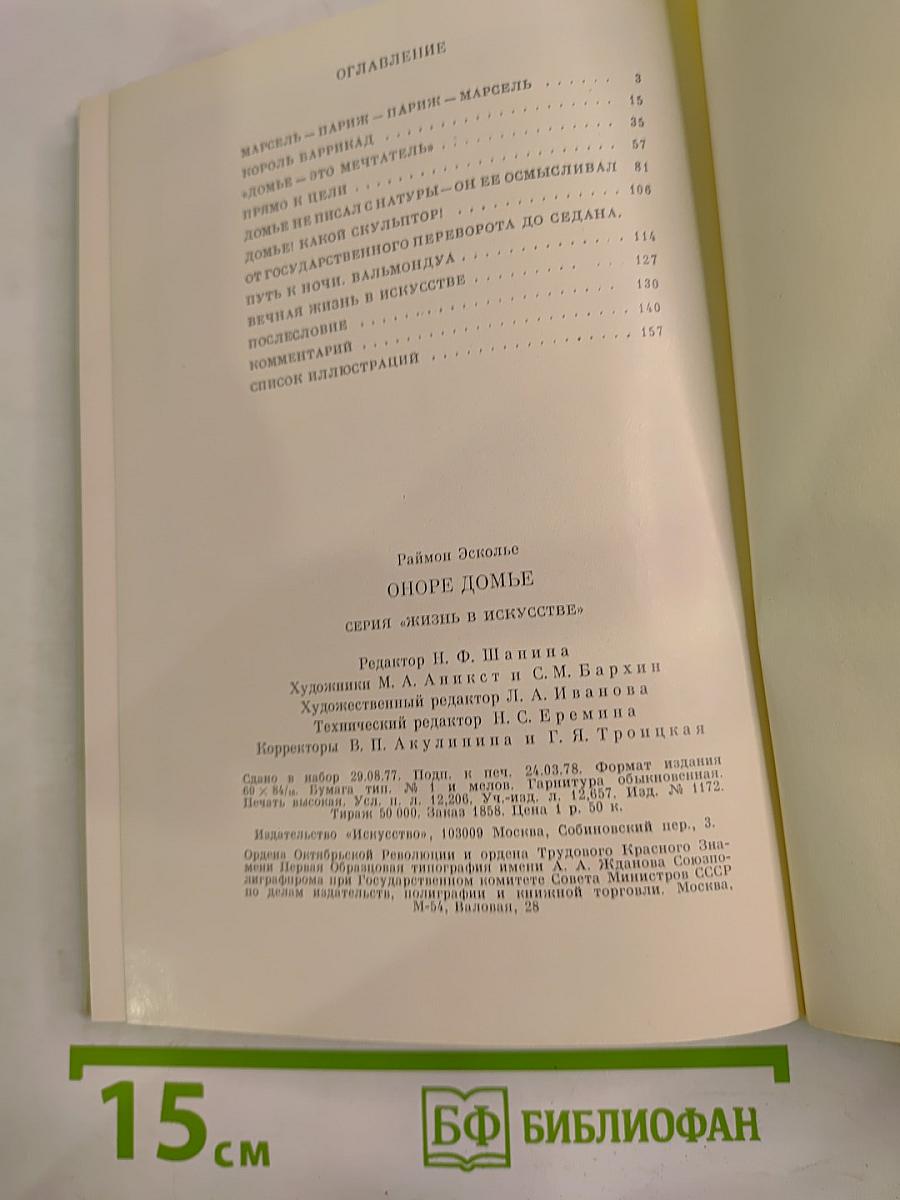 ОГЛАВЛЕНИЕ
МАРСЕЛЬ — ПАРИЖ — ПАРИЖ — МАРСЕЛЬ . . . . . . 3
КОРОЛЬ БАРРИКАД . . . . . . . . . . . . . . . . . . 15
«ДОМЬЕ — ЭТО МЕЧТАТЕЛЬ» . . . . . . . . . . . . . 35
ПРЯМО К ЦЕЛИ . . . . . . . . . . . . . . . . . . . . 57
ДОМЬЕ НЕ ПИСАЛ С НАТУРЫ — ОН ЕЕ ОСМЫСЛИВАЛ 81
ДОМЬЕ! КАКОЙ СКУЛЬПТОР! . . . . . . . . . . . . . 106
ОТ ГОСУДАРСТВЕННОГО ПЕРЕВОРОТА ДО СЕДАНА.
ПУТЬ К НОЧИ. ВАЛЬМОНДУА . . . . . . . . . . . . . 114
ВЕЧНАЯ ЖИЗНЬ В ИСКУССТВЕ . . . . . . . . . . . . 127
ПОСЛЕСЛОВИЕ . . . . . . . . . . . . . . . . . . . . 130
КОММЕНТАРИЙ . . . . . . . . . . . . . . . . . . . . 140
СПИСОК ИЛЛЮСТРАЦИЙ . . . . . . . . . . . . . . . . 157
Раймон Эсколье
ОНОРЕ ДОМЬЕ
СЕРИЯ «ЖИЗНЬ В ИСКУССТВЕ»
Редактор Н. Ф. Шанина
Художники М. А. Аникст и С. М. Бархин
Художественный редактор Л. А. Иванова
Технический редактор Н. С. Еремина
Корректоры В. П. Акулинина и Г. Я. Троицкая
Сдано в набор 29.08.77. Подп. к печ. 24.03.78. Формат издания
60 × 84/16. Бумага тип. № 1 и мелов. Гарнитура обыкновенная.
Печать высокая. Усл. п. л. 12,206. Уч.-изд. л. 12,657. Изд. № 1172.
Тираж 50 000. Заказ 1858. Цена 1 р. 50 к.
Издательство «Искусство», 103009 Москва, Собиновский пер., 3.
Ордена Октябрьской Революции и ордена Трудового Красного Зна-
мени Первая Образцовая типография имени А. А. Жданова Союзпо-
лиграфпрома при Государственном комитете Совета Министров СССР
по делам издательств, полиграфии и книжной торговли. Москва,
М-54, Валовая, 28
15 см
БФ БИБЛИОФАН